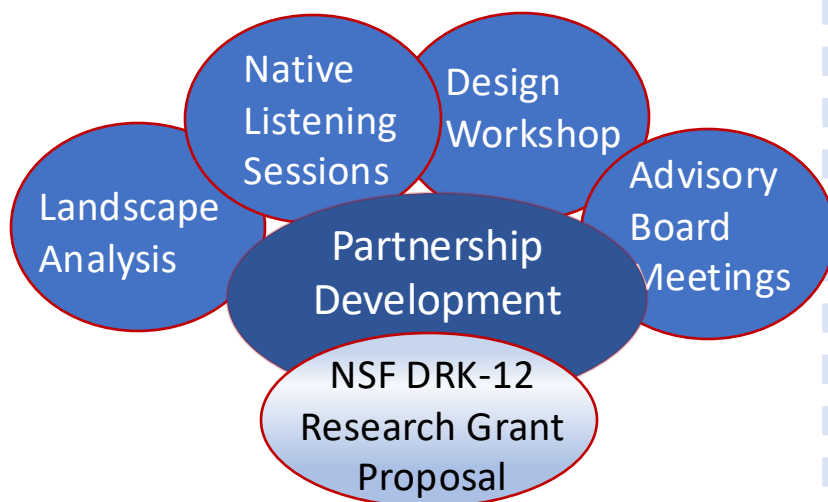 Landscape
Analysis
Native
Listening
Sessions
Design
Workshop
Advisory
Board
Meetings
Partnership
Development
NSF DRK-12
Research Grant
Proposal